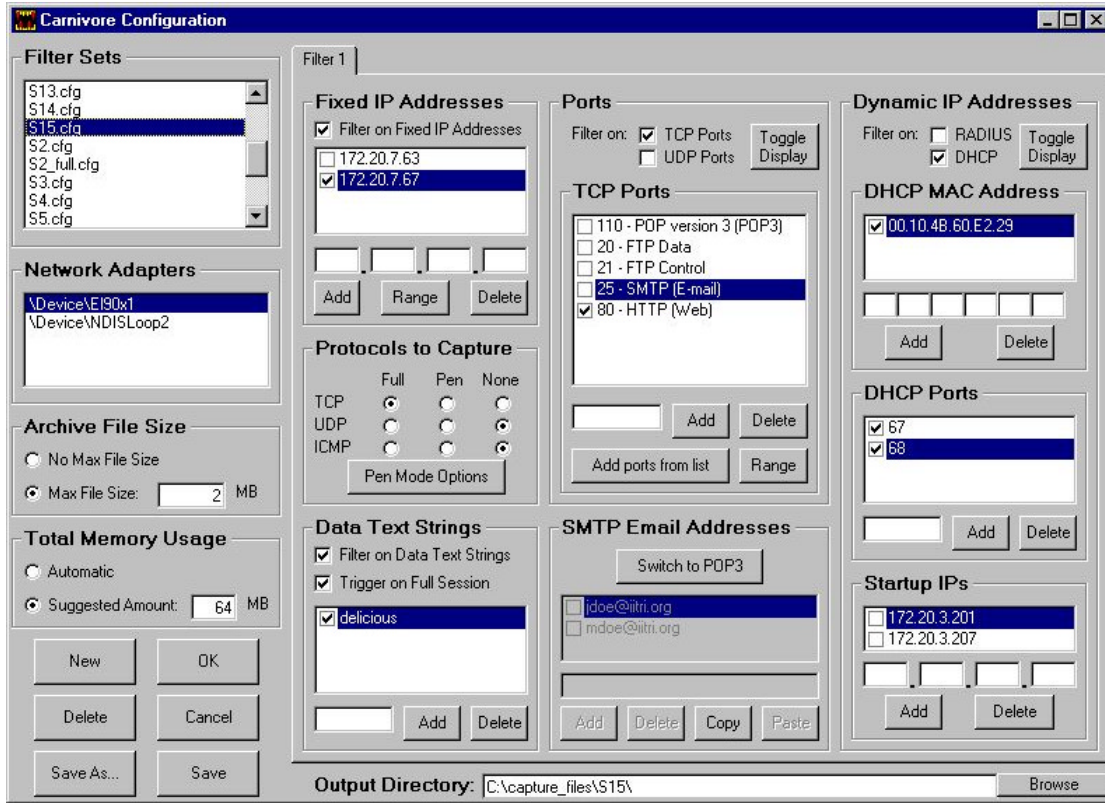 Carnivore Configuration
Filter Sets
S13.cfg
S14.cfg
S15.cfg
S2.cfg
S2_full.cfg
S3.cfg
S4.cfg
S5.cfg
Network Adapters
\Device\El90x1
\Device\NDISLoop2
Archive File Size
No Max File Size
Max File Size: 2 MB
Total Memory Usage
Automatic
Suggested Amount: 64 MB
New
OK
Delete
Cancel
Save As...
Save
Filter 1
Fixed IP Addresses
Filter on Fixed IP Addresses
172.20.7.63
172.20.7.67
. . .
Add
Range
Delete
Protocols to Capture
Full Pen None
TCP
UDP
ICMP
Pen Mode Options
Data Text Strings
Filter on Data Text Strings
Trigger on Full Session
delicious
Add
Delete
Ports
Filter on: TCP Ports
UDP Ports
Toggle
Display
TCP Ports
110 - POP version 3 (POP3)
20 - FTP Data
21 - FTP Control
25 - SMTP (E-mail)
80 - HTTP (Web)
Add
Delete
Add ports from list
Range
SMTP Email Addresses
Switch to POP3
jdoe@iitri.org
mdoe@iitri.org
Add
Delete
Copy
Paste
Dynamic IP Addresses
Filter on: RADIUS
DHCP
Toggle
Display
DHCP MAC Address
00.10.4B.60.E2.29
Add
Delete
DHCP Ports
67
68
Add
Delete
Startup IPs
172.20.3.201
172.20.3.207
. . .
Add
Delete
Output Directory: C:\capture_files\S15\
Browse